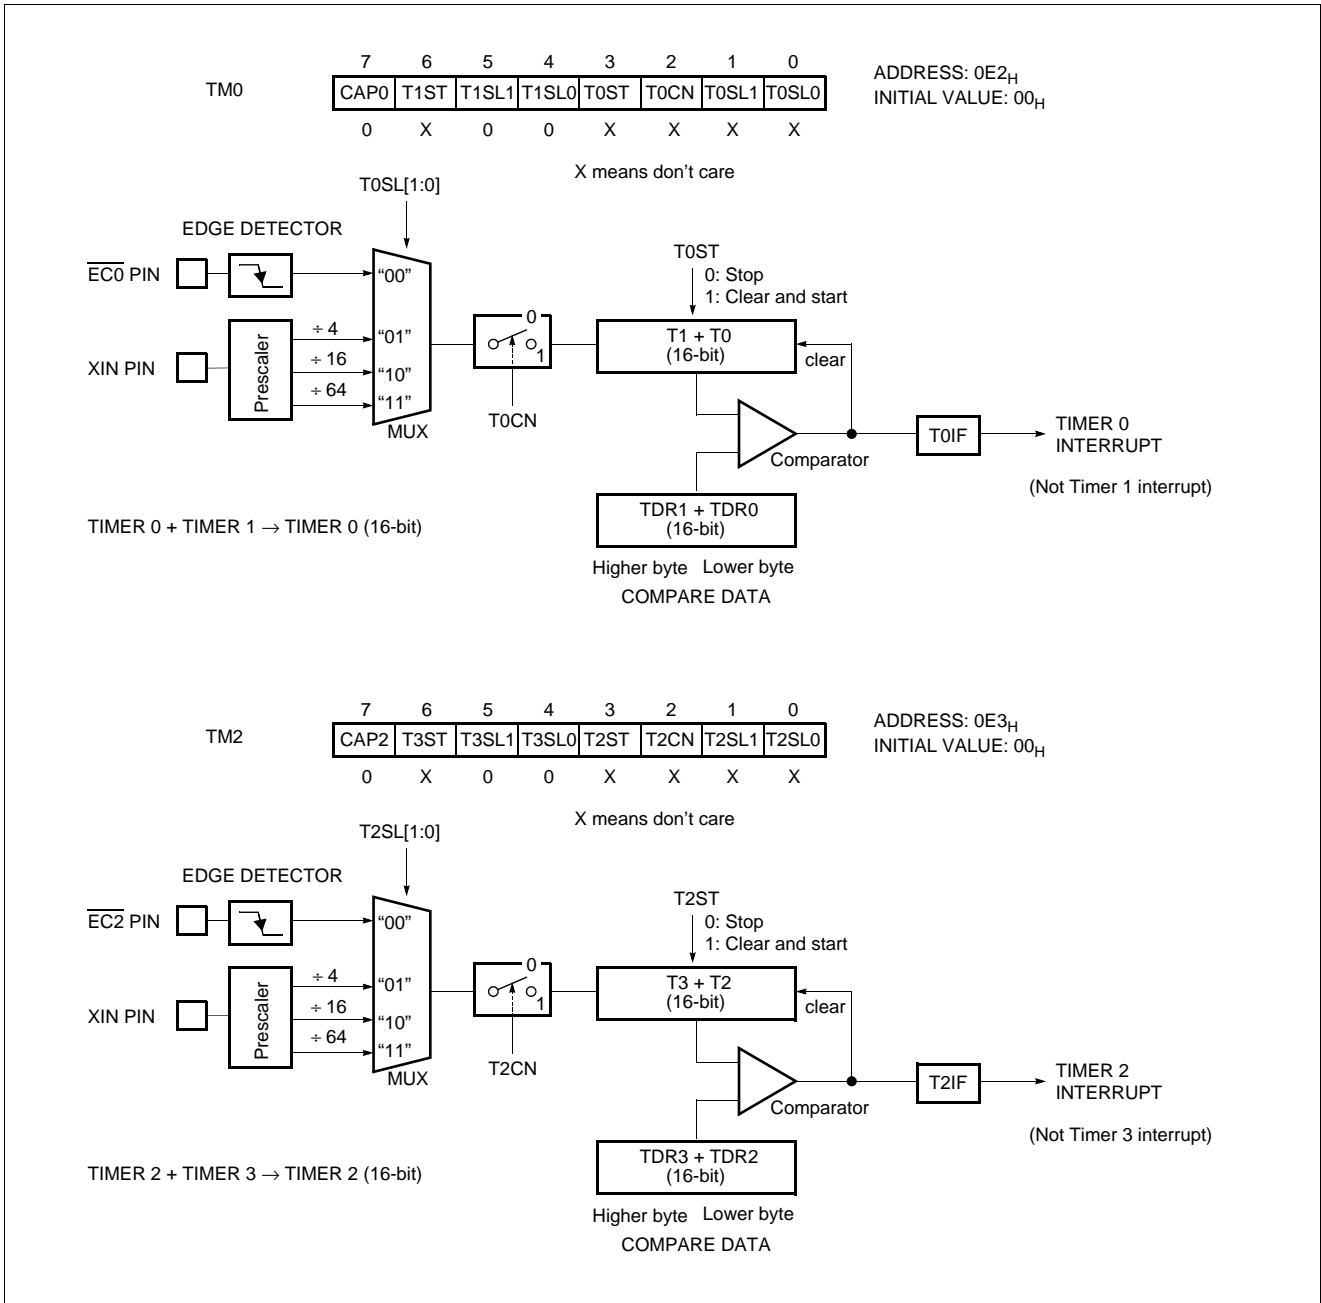 7 6 5 4 3 2 1 0
TM0 CAP0 T1ST T1SL1 T1SL0 T0ST T0CN T0SL1 T0SL0
ADDRESS: 0E2H
INITIAL VALUE: 00H
0 X 0 0 X X X X
X means don't care
T0SL[1:0]
EDGE DETECTOR
T0ST
0: Stop
1: Clear and start
EC0 PIN
"00"
XIN PIN
Prescaler
÷ 4
"01"
÷ 16
"10"
÷ 64
"11"
MUX
0
1
T0CN
T1 + T0
(16-bit)
clear
Comparator
T0IF
TIMER 0
INTERRUPT
(Not Timer 1 interrupt)
TDR1 + TDR0
(16-bit)
TIMER 0 + TIMER 1 → TIMER 0 (16-bit)
Higher byte Lower byte
COMPARE DATA
7 6 5 4 3 2 1 0
TM2 CAP2 T3ST T3SL1 T3SL0 T2ST T2CN T2SL1 T2SL0
ADDRESS: 0E3H
INITIAL VALUE: 00H
0 X 0 0 X X X X
X means don't care
T2SL[1:0]
EDGE DETECTOR
T2ST
0: Stop
1: Clear and start
EC2 PIN
"00"
XIN PIN
Prescaler
÷ 4
"01"
÷ 16
"10"
÷ 64
"11"
MUX
0
1
T2CN
T3 + T2
(16-bit)
clear
Comparator
T2IF
TIMER 2
INTERRUPT
(Not Timer 3 interrupt)
TDR3 + TDR2
(16-bit)
TIMER 2 + TIMER 3 → TIMER 2 (16-bit)
Higher byte Lower byte
COMPARE DATA